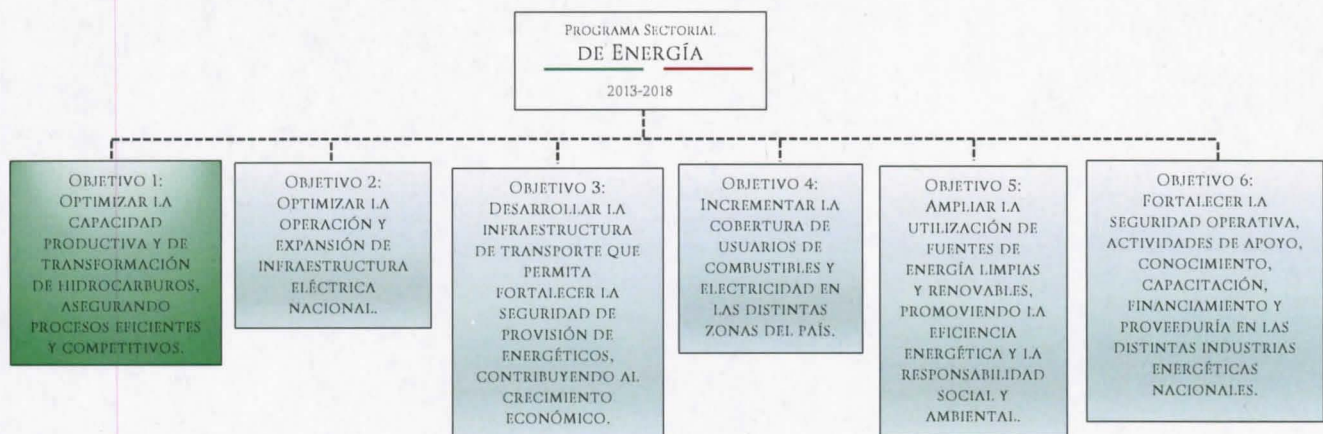 PROGRAMA SECTORIAL
DE ENERGÍA
2013-2018
OBJETIVO 1:
OPTIMIZAR LA
CAPACIDAD
PRODUCTIVA Y DE
TRANSFORMACIÓN
DE HIDROCARBUROS,
ASEGURANDO
PROCESOS EFICIENTES
Y COMPETITIVOS.
OBJETIVO 2:
OPTIMIZAR LA
OPERACIÓN Y
EXPANSIÓN DE
INFRAESTRUCTURA
ELÉCTRICA
NACIONAL.
OBJETIVO 3:
DESARROLLAR LA
INFRAESTRUCTURA
DE TRANSPORTE QUE
PERMITA
FORTALECER LA
SEGURIDAD DE
PROVISIÓN DE
ENERGÉTICOS,
CONTRIBUYENDO AL
CRECIMIENTO
ECONÓMICO.
OBJETIVO 4:
INCREMENTAR LA
COBERTURA DE
USUARIOS DE
COMBUSTIBLES Y
ELECTRICIDAD EN
LAS DISTINTAS
ZONAS DEL PAÍS.
OBJETIVO 5:
AMPLIAR LA
UTILIZACIÓN DE
FUENTES DE
ENERGÍA LIMPIAS
Y RENOVABLES,
PROMOVIENDO LA
EFICIENCIA
ENERGÉTICA Y LA
RESPONSABILIDAD
SOCIAL Y
AMBIENTAL.
OBJETIVO 6:
FORTALECER LA
SEGURIDAD OPERATIVA,
ACTIVIDADES DE APOYO,
CONOCIMIENTO,
CAPACITACIÓN,
FINANCIAMIENTO Y
PROVEEDURÍA EN LAS
DISTINTAS INDUSTRIAS
ENERGÉTICAS
NACIONALES.